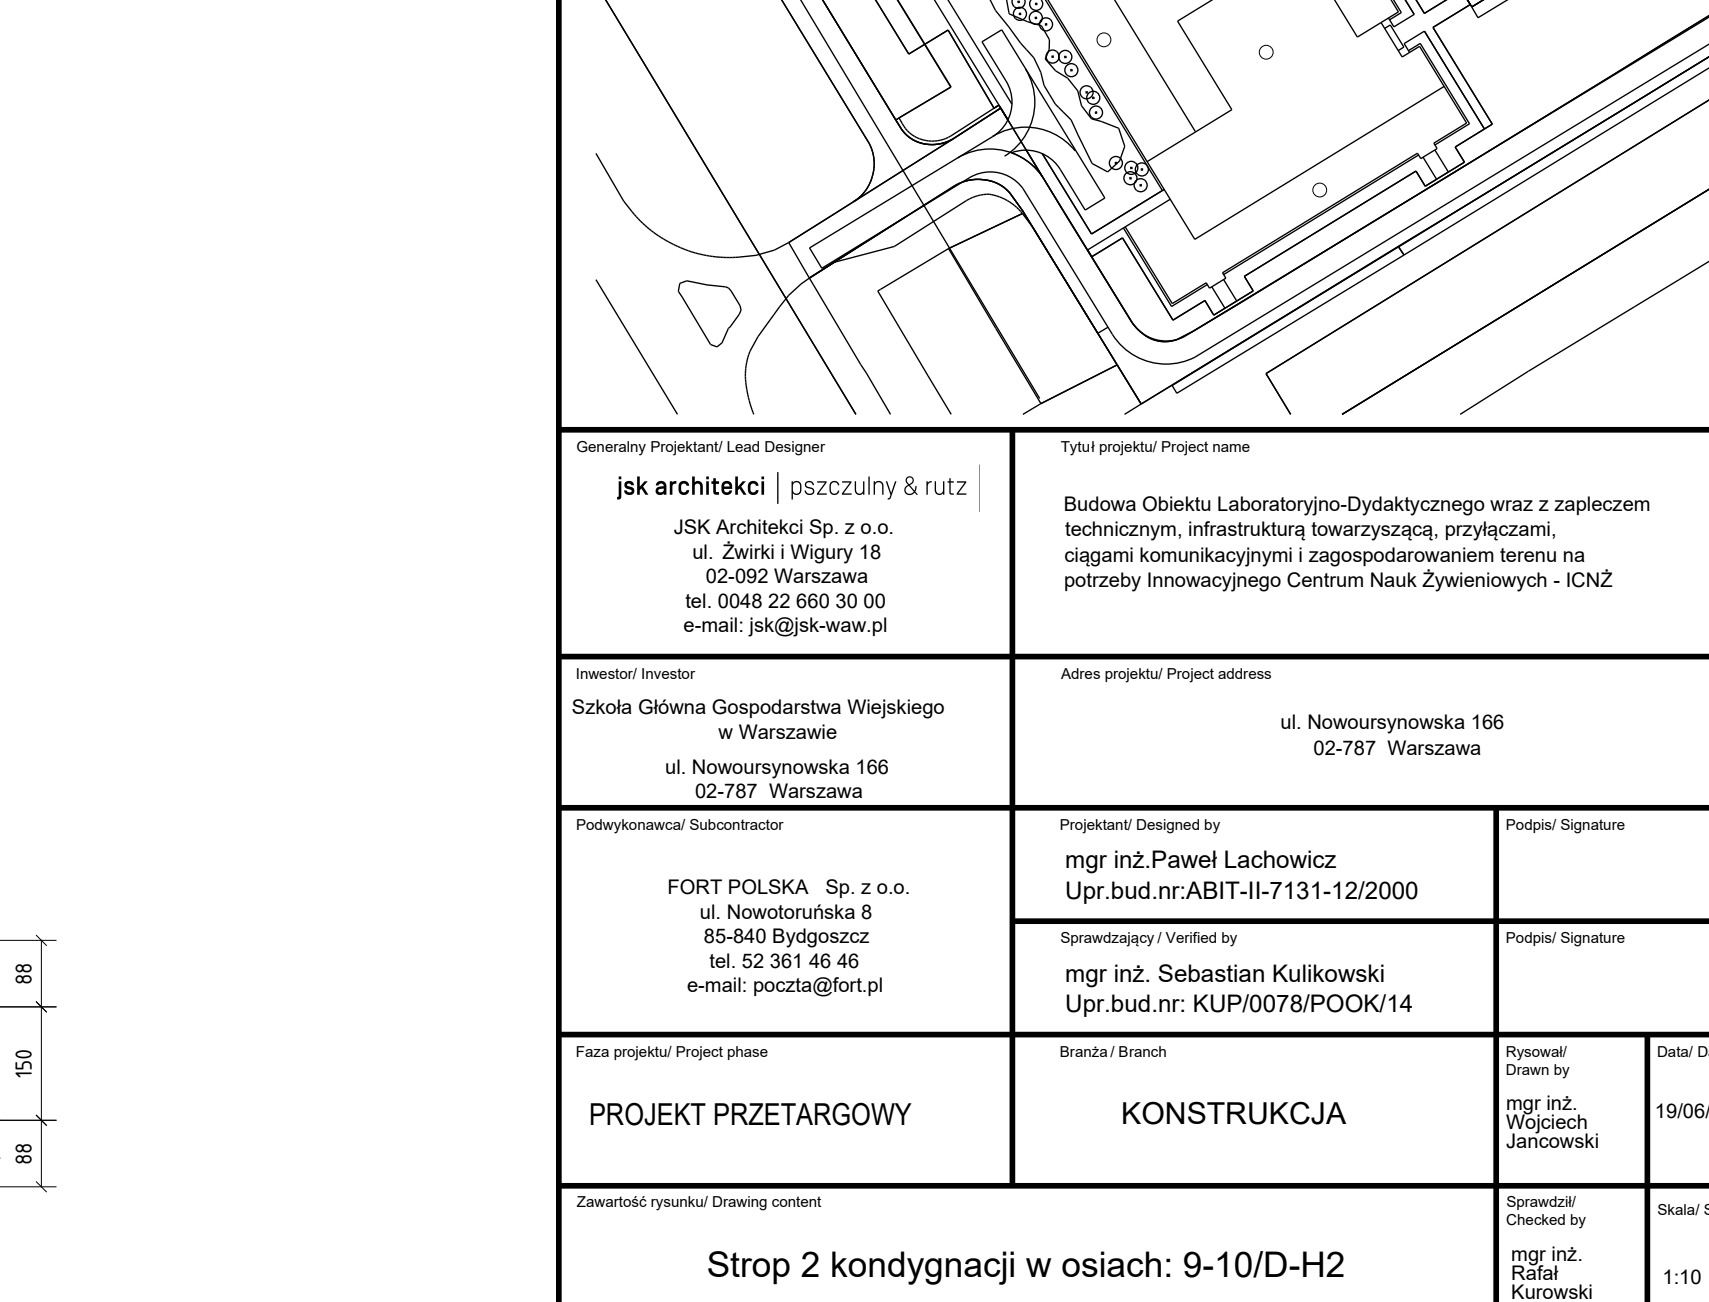 Generalny Projektant/ Lead Designer
jsk architekci | pszczulny & rutz
JSK Architekci Sp. z o.o.
ul. Żwirki i Wigury 18
02-092 Warszawa
tel. 0048 22 660 30 00
e-mail: jsk@jsk-waw.pl
Tytuł projektu/ Project name
Budowa Obiektu Laboratoryjno-Dydaktycznego wraz z zapleczem
technicznym, infrastrukturą towarzyszącą, przyłączami,
ciągami komunikacyjnymi i zagospodarowaniem terenu na
potrzeby Innowacyjnego Centrum Nauk Żywieniowych - ICNŻ
Inwestor/ Investor
Szkoła Główna Gospodarstwa Wiejskiego
w Warszawie
ul. Nowoursynowska 166
02-787 Warszawa
Adres projektu/ Project address
ul. Nowoursynowska 166
02-787 Warszawa
Podwykonawca/ Subcontractor
FORT POLSKA Sp. z o.o.
ul. Nowotoruńska 8
85-840 Bydgoszcz
tel. 52 361 46 46
e-mail: poczta@fort.pl
Projektant/ Designed by
mgr inż.Paweł Lachowicz
Upr.bud.nr:ABIT-II-7131-12/2000
Podpis/ Signature
Sprawdzający / Verified by
mgr inż. Sebastian Kulikowski
Upr.bud.nr: KUP/0078/POOK/14
Podpis/ Signature
88
150
88
Faza projektu/ Project phase
PROJEKT PRZETARGOWY
Branża / Branch
KONSTRUKCJA
Rysował/
Drawn by
mgr inż.
Wojciech
Jancowski
Data/
19/06/
Zawartość rysunku/ Drawing content
Strop 2 kondygnacji w osiach: 9-10/D-H2
Sprawdził/
Checked by
mgr inż.
Rafał
Kurowski
Skala/
1:10